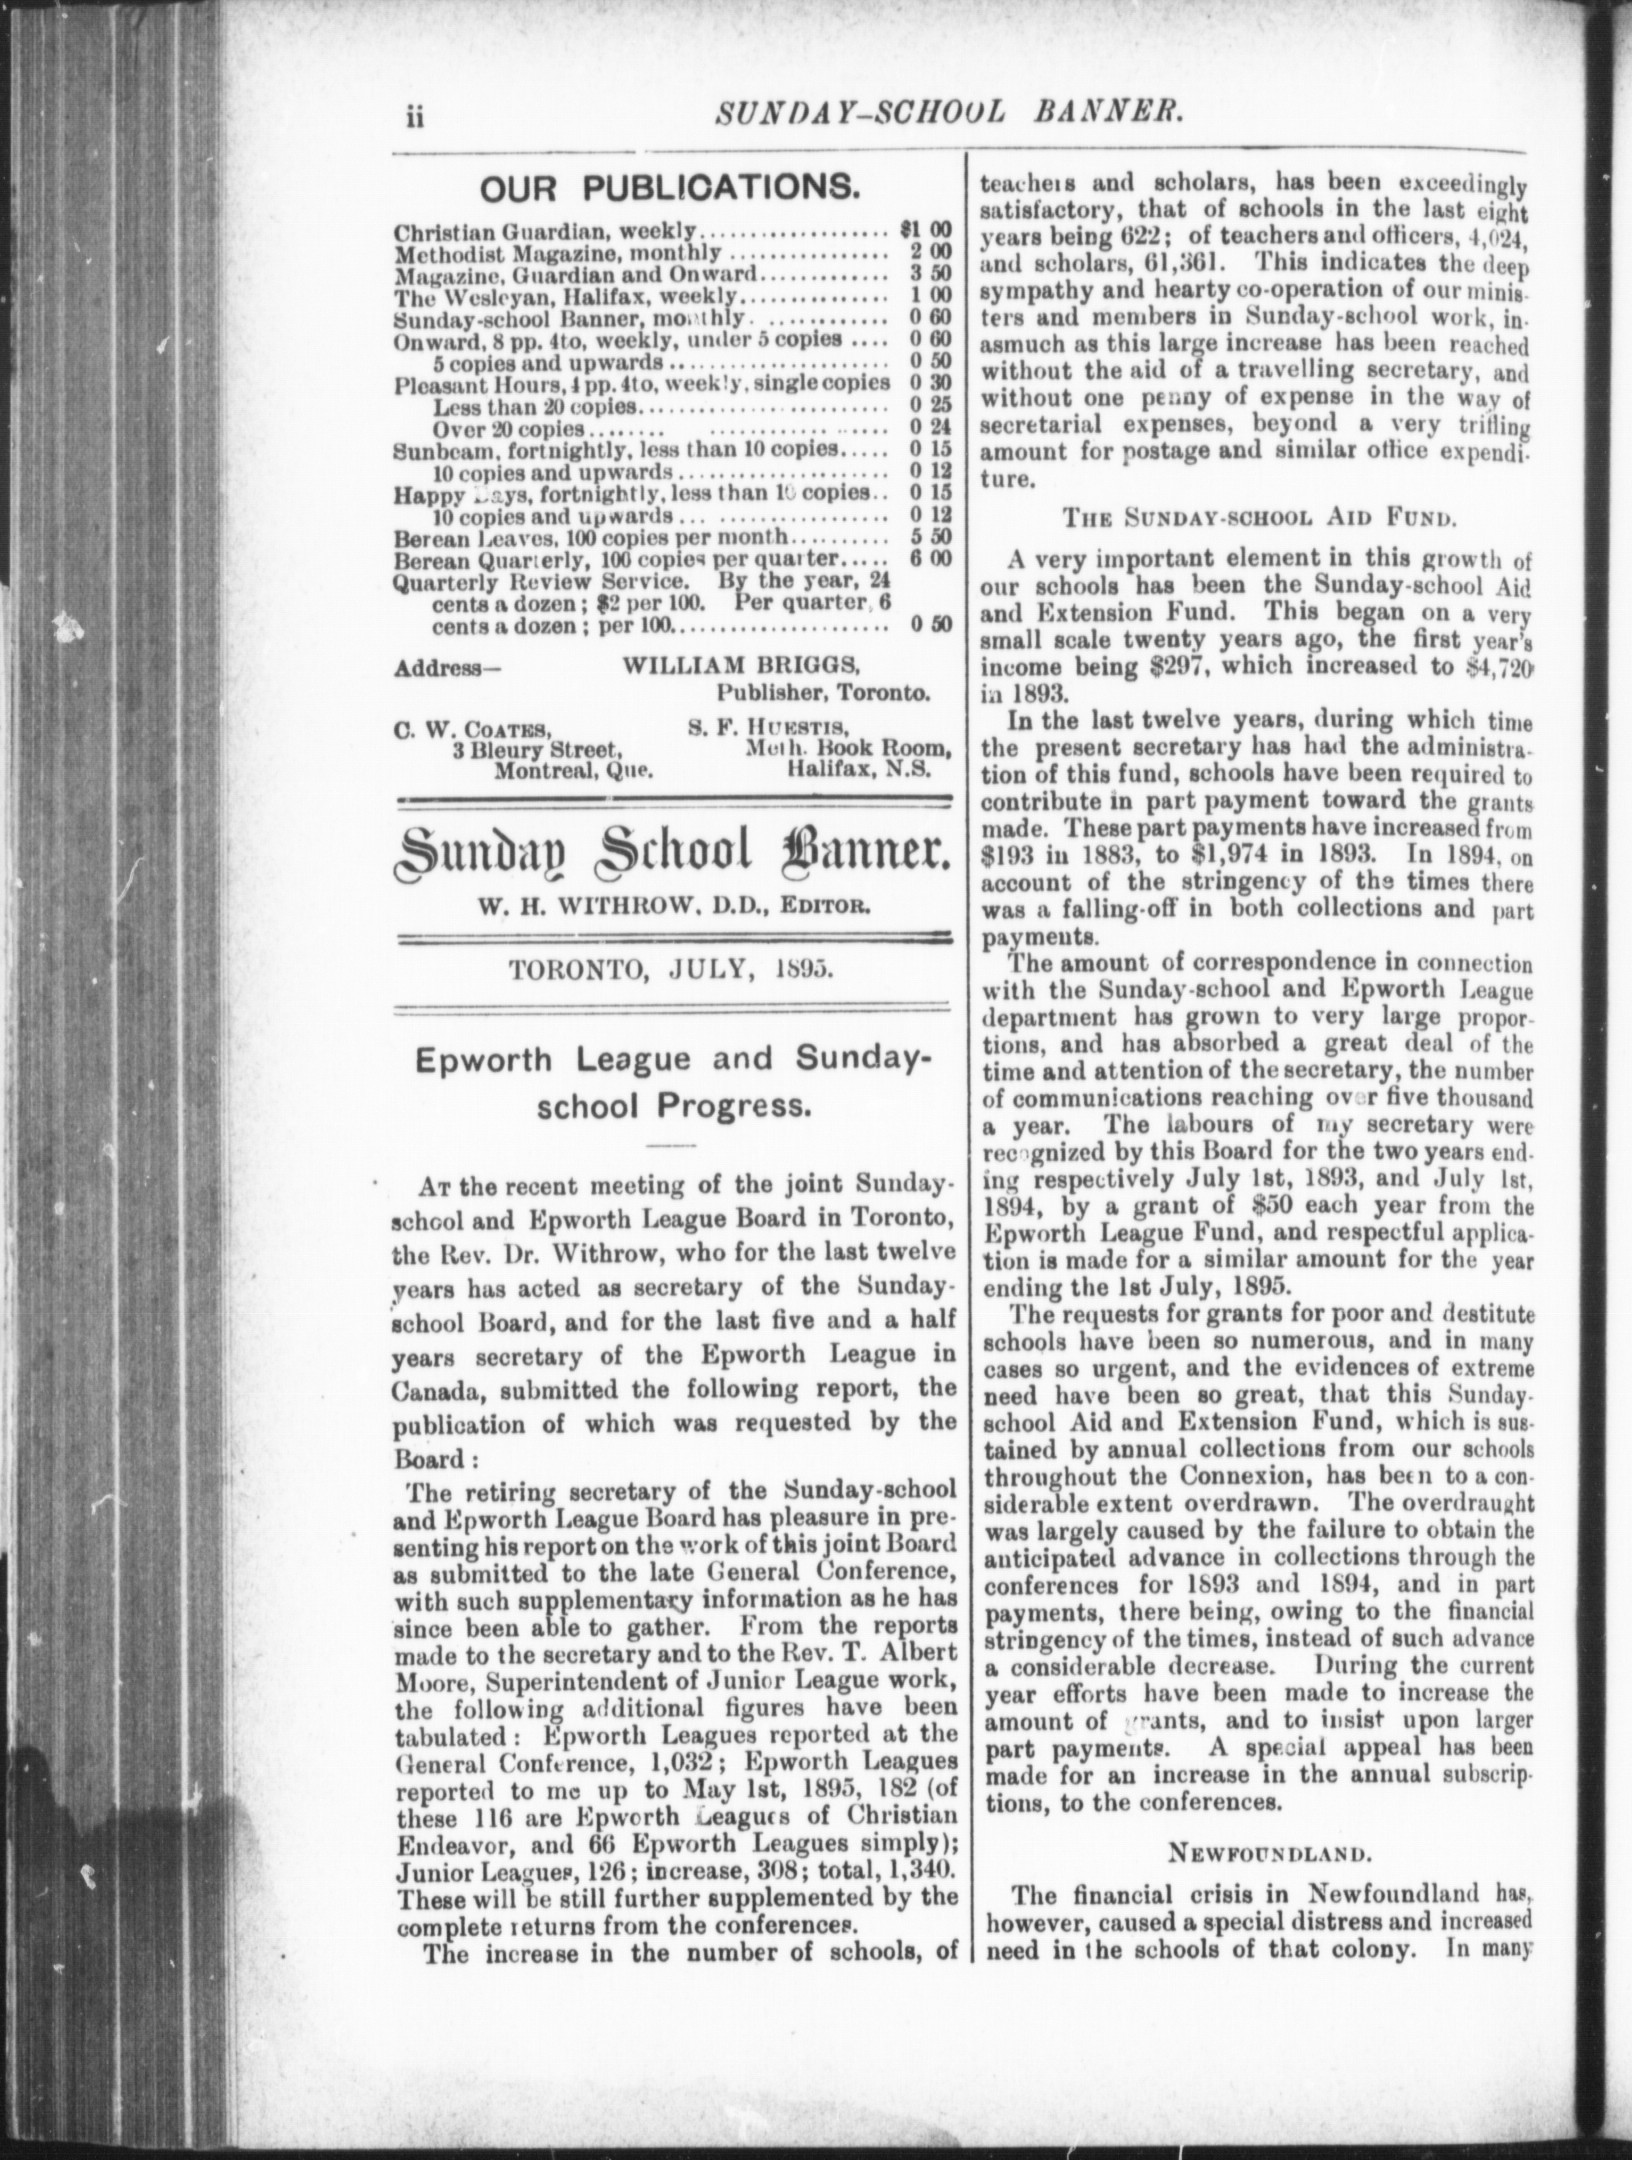 ii
SUNDAY-SCHOOL BANNER.
OUR PUBLICATIONS.
Christian Guardian, weekly.................. $1 00
Methodist Magazine, monthly ................ 2 00
Magazine, Guardian and Onward............. 3 50
The Wesleyan, Halifax, weekly............... 1 00
Sunday-school Banner, monthly. ............ 0 60
Onward, 8 pp. 4to, weekly, under 5 copies .... 0 60
5 copies and upwards ...................... 0 50
Pleasant Hours, 4 pp. 4to, weekly, single copies 0 30
Less than 20 copies......................... 0 25
Over 20 copies........ .................. 0 24
Sunbeam, fortnightly, less than 10 copies..... 0 15
10 copies and upwards ..................... 0 12
Happy Days, fortnightly, less than 10 copies.. 0 15
10 copies and upwards ... ................. 0 12
Berean Leaves, 100 copies per month.......... 5 50
Berean Quarterly, 100 copies per quarter..... 6 00
Quarterly Review Service. By the year, 24
cents a dozen; $2 per 100. Per quarter, 6
cents a dozen; per 100...................... 0 50
Address— WILLIAM BRIGGS,
Publisher, Toronto.
C. W. COATES,
3 Bleury Street,
Montreal, Que.
S. F. HUESTIS,
Meth. Book Room,
Halifax, N.S.
Sunday School Banner.
W. H. WITHROW, D.D., EDITOR.
TORONTO, JULY, 1895.
Epworth League and Sunday-
school Progress.
AT the recent meeting of the joint Sunday-
school and Epworth League Board in Toronto,
the Rev. Dr. Withrow, who for the last twelve
years has acted as secretary of the Sunday-
school Board, and for the last five and a half
years secretary of the Epworth League in
Canada, submitted the following report, the
publication of which was requested by the
Board :
The retiring secretary of the Sunday-school
and Epworth League Board has pleasure in pre-
senting his report on the work of this joint Board
as submitted to the late General Conference,
with such supplementary information as he has
since been able to gather. From the reports
made to the secretary and to the Rev. T. Albert
Moore, Superintendent of Junior League work,
the following additional figures have been
tabulated : Epworth Leagues reported at the
General Conference, 1,032; Epworth Leagues
reported to me up to May 1st, 1895, 182 (of
these 116 are Epworth Leagues of Christian
Endeavor, and 66 Epworth Leagues simply);
Junior Leagues, 126; increase, 308; total, 1,340.
These will be still further supplemented by the
complete returns from the conferences.
The increase in the number of schools, of
teachers and scholars, has been exceedingly
satisfactory, that of schools in the last eight
years being 622; of teachers and officers, 4,024,
and scholars, 61,361. This indicates the deep
sympathy and hearty co-operation of our minis-
ters and members in Sunday-school work, in-
asmuch as this large increase has been reached
without the aid of a travelling secretary, and
without one penny of expense in the way of
secretarial expenses, beyond a very trifling
amount for postage and similar office expendi-
ture.
THE SUNDAY-SCHOOL AID FUND.
A very important element in this growth of
our schools has been the Sunday-school Aid
and Extension Fund. This began on a very
small scale twenty years ago, the first year's
income being $297, which increased to $4,720
in 1893.
In the last twelve years, during which time
the present secretary has had the administra-
tion of this fund, schools have been required to
contribute in part payment toward the grants
made. These part payments have increased from
$193 in 1883, to $1,974 in 1893. In 1894, on
account of the stringency of the times there
was a falling-off in both collections and part
payments.
The amount of correspondence in connection
with the Sunday-school and Epworth League
department has grown to very large propor-
tions, and has absorbed a great deal of the
time and attention of the secretary, the number
of communications reaching over five thousand
a year. The labours of my secretary were
recognized by this Board for the two years end-
ing respectively July 1st, 1893, and July 1st,
1894, by a grant of $50 each year from the
Epworth League Fund, and respectful applica-
tion is made for a similar amount for the year
ending the 1st July, 1895.
The requests for grants for poor and destitute
schools have been so numerous, and in many
cases so urgent, and the evidences of extreme
need have been so great, that this Sunday-
school Aid and Extension Fund, which is sus-
tained by annual collections from our schools
throughout the Connexion, has been to a con-
siderable extent overdrawn. The overdraught
was largely caused by the failure to obtain the
anticipated advance in collections through the
conferences for 1893 and 1894, and in part
payments, there being, owing to the financial
stringency of the times, instead of such advance
a considerable decrease. During the current
year efforts have been made to increase the
amount of grants, and to insist upon larger
part payments. A special appeal has been
made for an increase in the annual subscrip-
tions, to the conferences.
NEWFOUNDLAND.
The financial crisis in Newfoundland has,
however, caused a special distress and increased
need in the schools of that colony. In many